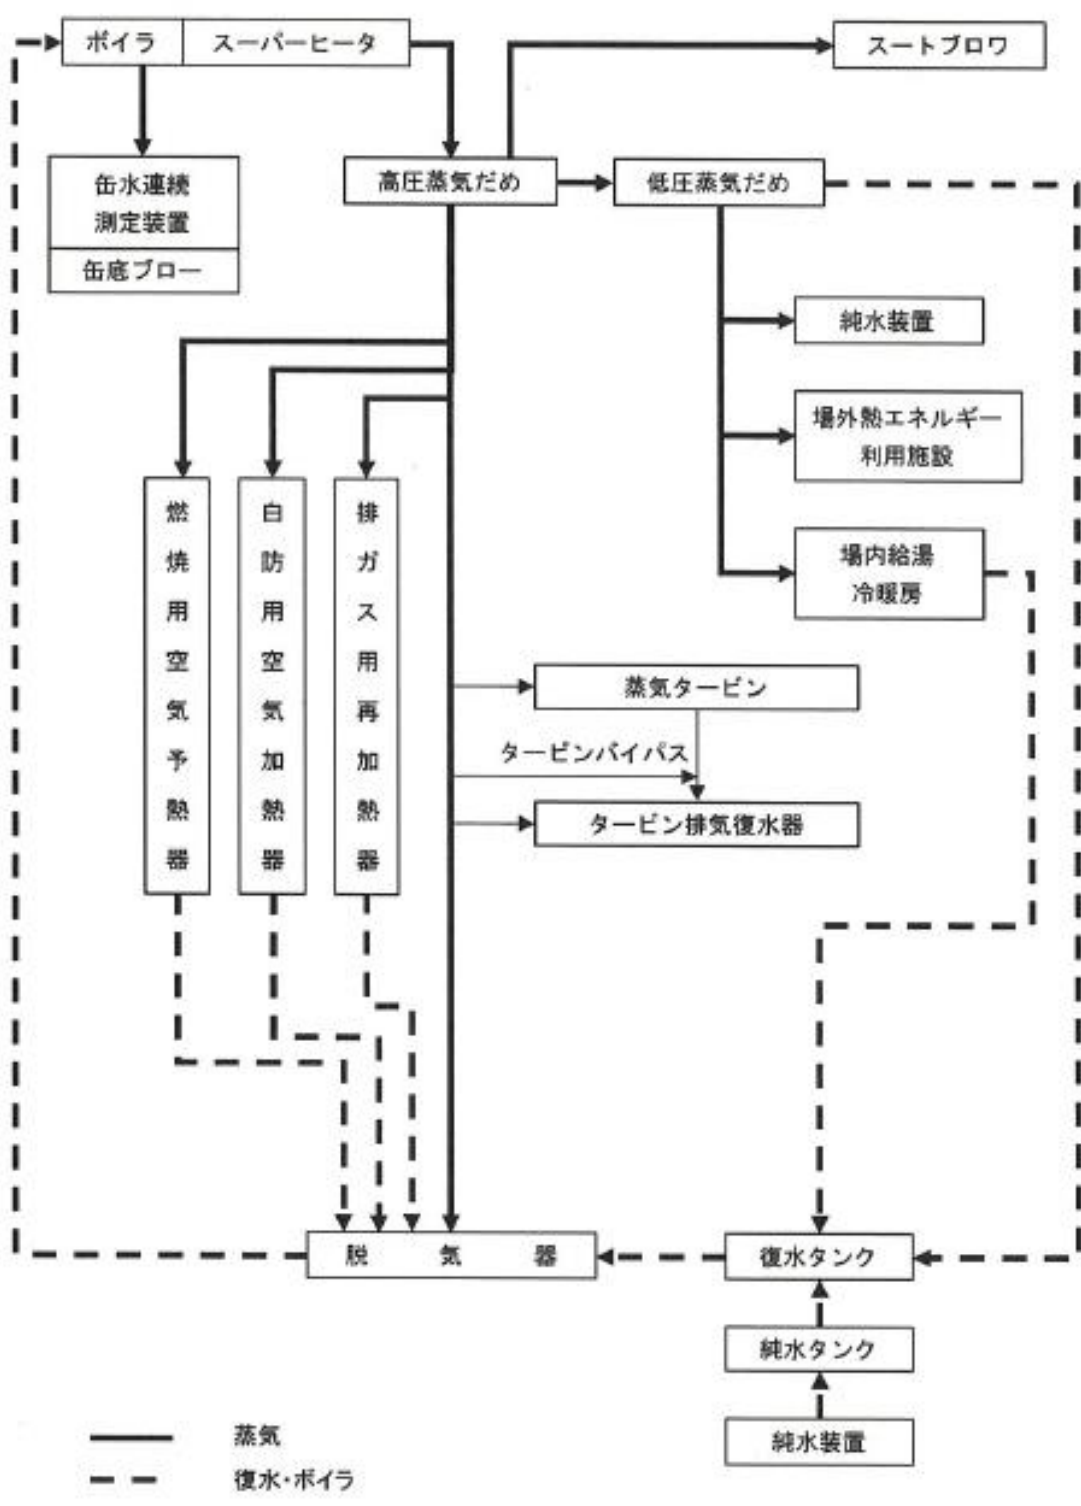 ボイラ
スーパーヒータ
スートブロワ
缶水連続
測定装置
缶底ブロー
高圧蒸気だめ
低圧蒸気だめ
純水装置
場外熱エネルギー
利用施設
場内給湯
冷暖房
燃焼用空気予熱器
白防用空気加熱器
排ガス用再加熱器
蒸気タービン
タービンバイパス
タービン排気復水器
脱気器
復水タンク
純水タンク
純水装置
蒸気
復水・ボイラ